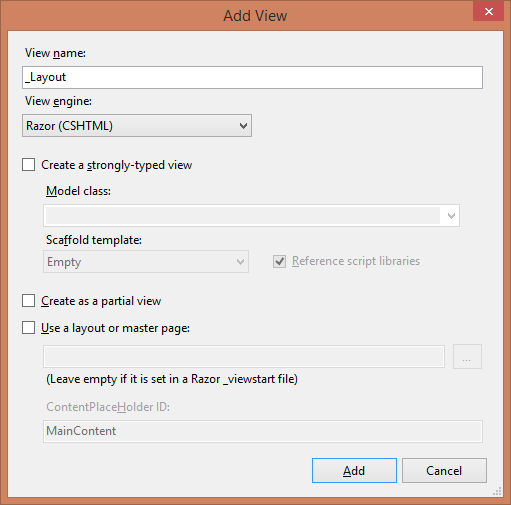 Add View
View name:
_Layout
View engine:
Razor (CSHTML)
Create a strongly-typed view
Model class:
Scaffold template:
Empty
Reference script libraries
Create as a partial view
Use a layout or master page:
...
(Leave empty if it is set in a Razor _viewstart file)
ContentPlaceHolder ID:
MainContent
Add
Cancel